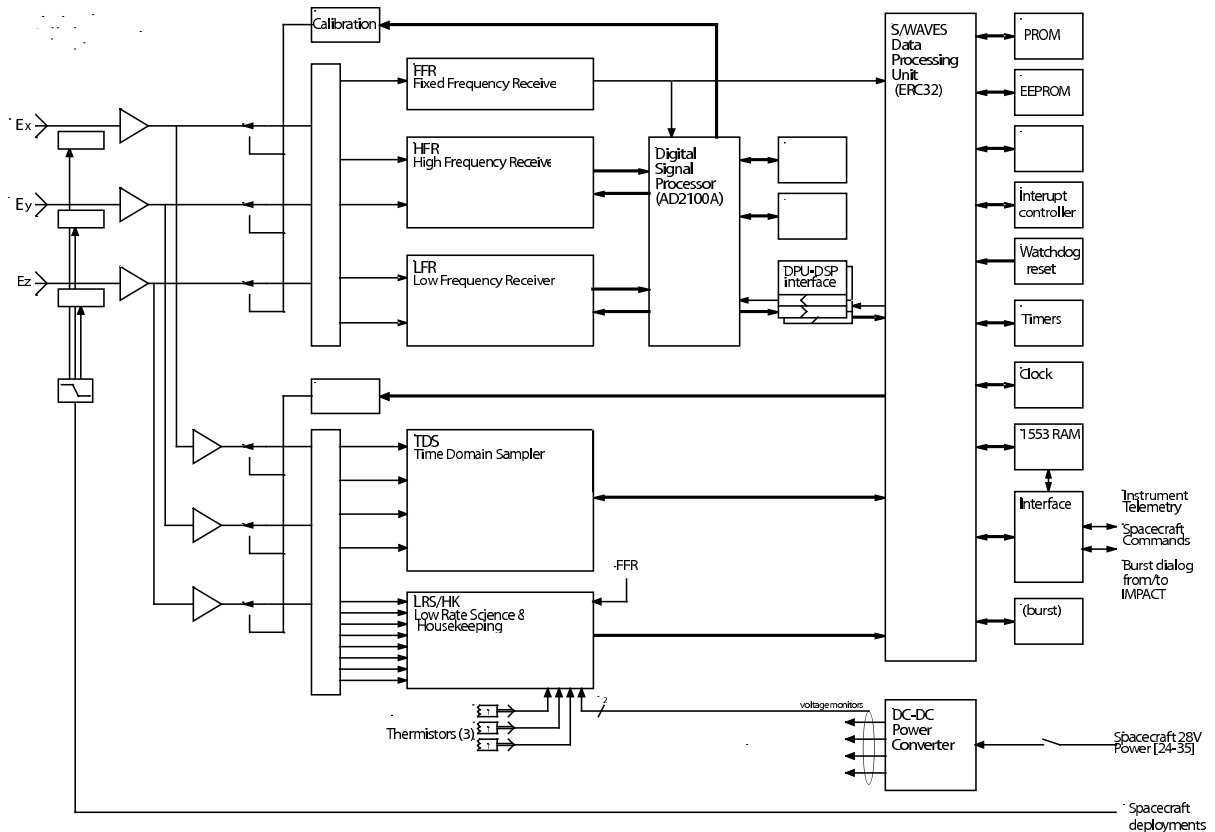 Calibration
S/WAVES
Data
Processing
Unit
(ERC32)
PROM
FFR
Fixed Frequency Receive
EEPROM
Ex
HFR
High Frequency Receive
Digital
Signal
Processor
(AD2100A)
Ey
Interupt
controller
Watchdog
reset
Ez
LFR
Low Frequency Receiver
DPU-DSP
interface
Timers
Clock
1553 RAM
TDS
Time Domain Sampler
Interface
Instrument
Telemetry
Spacecraft
Commands
Burst dialog
from/to
IMPACT
-FFR
LRS/HK
Low Rate Science &
Housekeeping
(burst)
2
voltage monitors
Thermistors (3)
DC-DC
Power
Converter
Spacecraft 28V
Power [24-35]
Spacecraft
deployments